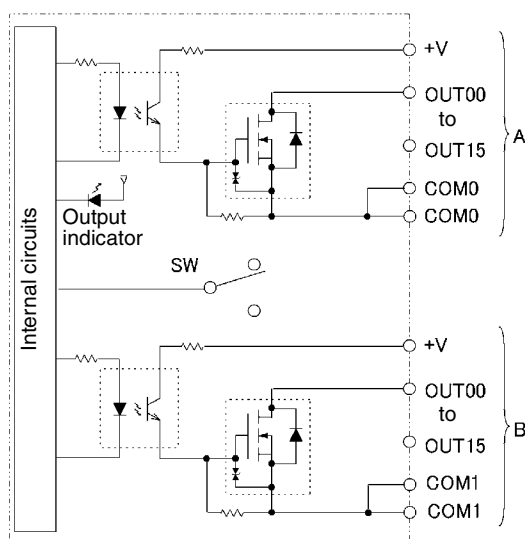 +V
OUT00
to
OUT15
COM0
COM0
A
Output
indicator
Internal circuits
SW
+V
OUT00
to
OUT15
COM1
COM1
B